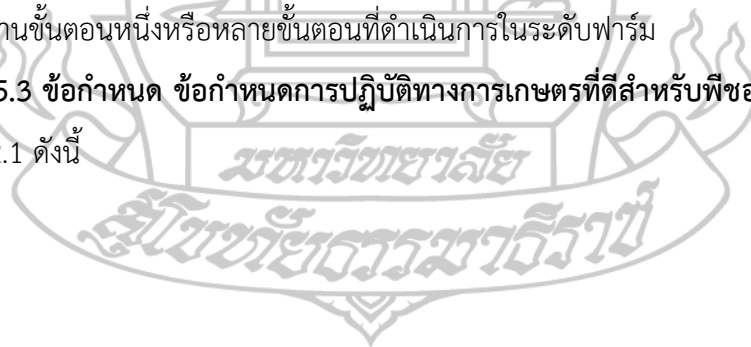 านขั้นตอนหนึ่งหรือหลายขั้นตอนที่ดำเนินการในระดับฟาร์ม
5.3 ข้อกำหนด ข้อกำหนดการปฏิบัติทางการเกษตรที่ดีสำหรับพืชอ
2.1 ดังนี้
มหาวิทยาลัย
สุโขทัยธรรมาธิราช